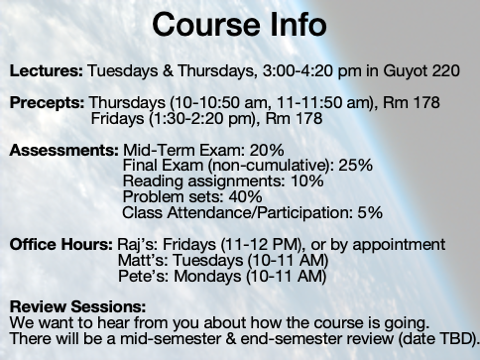 Course Info
Lectures: Tuesdays & Thursdays, 3:00-4:20 pm in Guyot 220
Precepts: Thursdays (10-10:50 am, 11-11:50 am), Rm 178
Fridays (1:30-2:20 pm), Rm 178
Assessments: Mid-Term Exam: 20%
Final Exam (non-cumulative): 25%
Reading assignments: 10%
Problem sets: 40%
Class Attendance/Participation: 5%
Office Hours: Raj's: Fridays (11-12 PM), or by appointment
Matt's: Tuesdays (10-11 AM)
Pete's: Mondays (10-11 AM)
Review Sessions:
We want to hear from you about how the course is going.
There will be a mid-semester & end-semester review (date TBD).